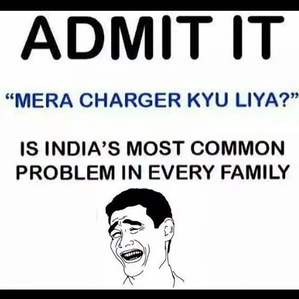 ADMIT IT
“MERA CHARGER KYU LIYA?”
IS INDIA’S MOST COMMON
PROBLEM IN EVERY FAMILY